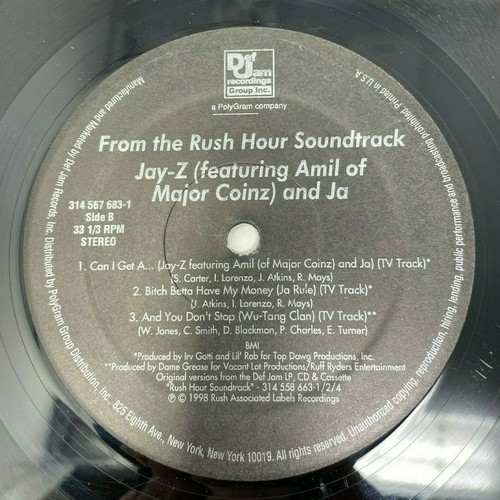 Def
Jam
recordings
Group Inc.
a PolyGram company
From the Rush Hour Soundtrack
Jay-Z (featuring Amil of
Major Coinz) and Ja
314 567 683-1
Side B
33 1/3 RPM
STEREO
1. Can I Get A... (Jay-Z featuring Amil (of Major Coinz) and Ja) (TV Track)*
(S. Carter, I. Lorenzo, J. Atkins, R. Mays)
2. Bitch Betta Have My Money (Ja Rule) (TV Track)*
(J. Atkins, I. Lorenzo, R. Mays)
3. And You Don't Stop (Wu-Tang Clan) (TV Track)**
(W. Jones, C. Smith, D. Blackmon, P. Charles, E. Turner)
BMI
*Produced by Irv Gotti and Lil' Rob for Top Dawg Productions, Inc.
**Produced by Dame Grease for Vacant Lot Productions/Ruff Ryders Entertainment
Original versions from the Def Jam LP, CD & Cassette
"Rush Hour Soundtrack" - 314 558 663-1/2/4
℗ © 1998 Rush Associated Labels Recordings
Manufactured and Marketed by Def Jam Records, Inc. Distributed by PolyGram Group Distribution, Inc., 825 Eighth Ave., New York, New York 10019. All rights reserved. Unauthorized copying, reproduction, hiring, lending, public performance and broadcasting prohibited. Printed in U.S.A.